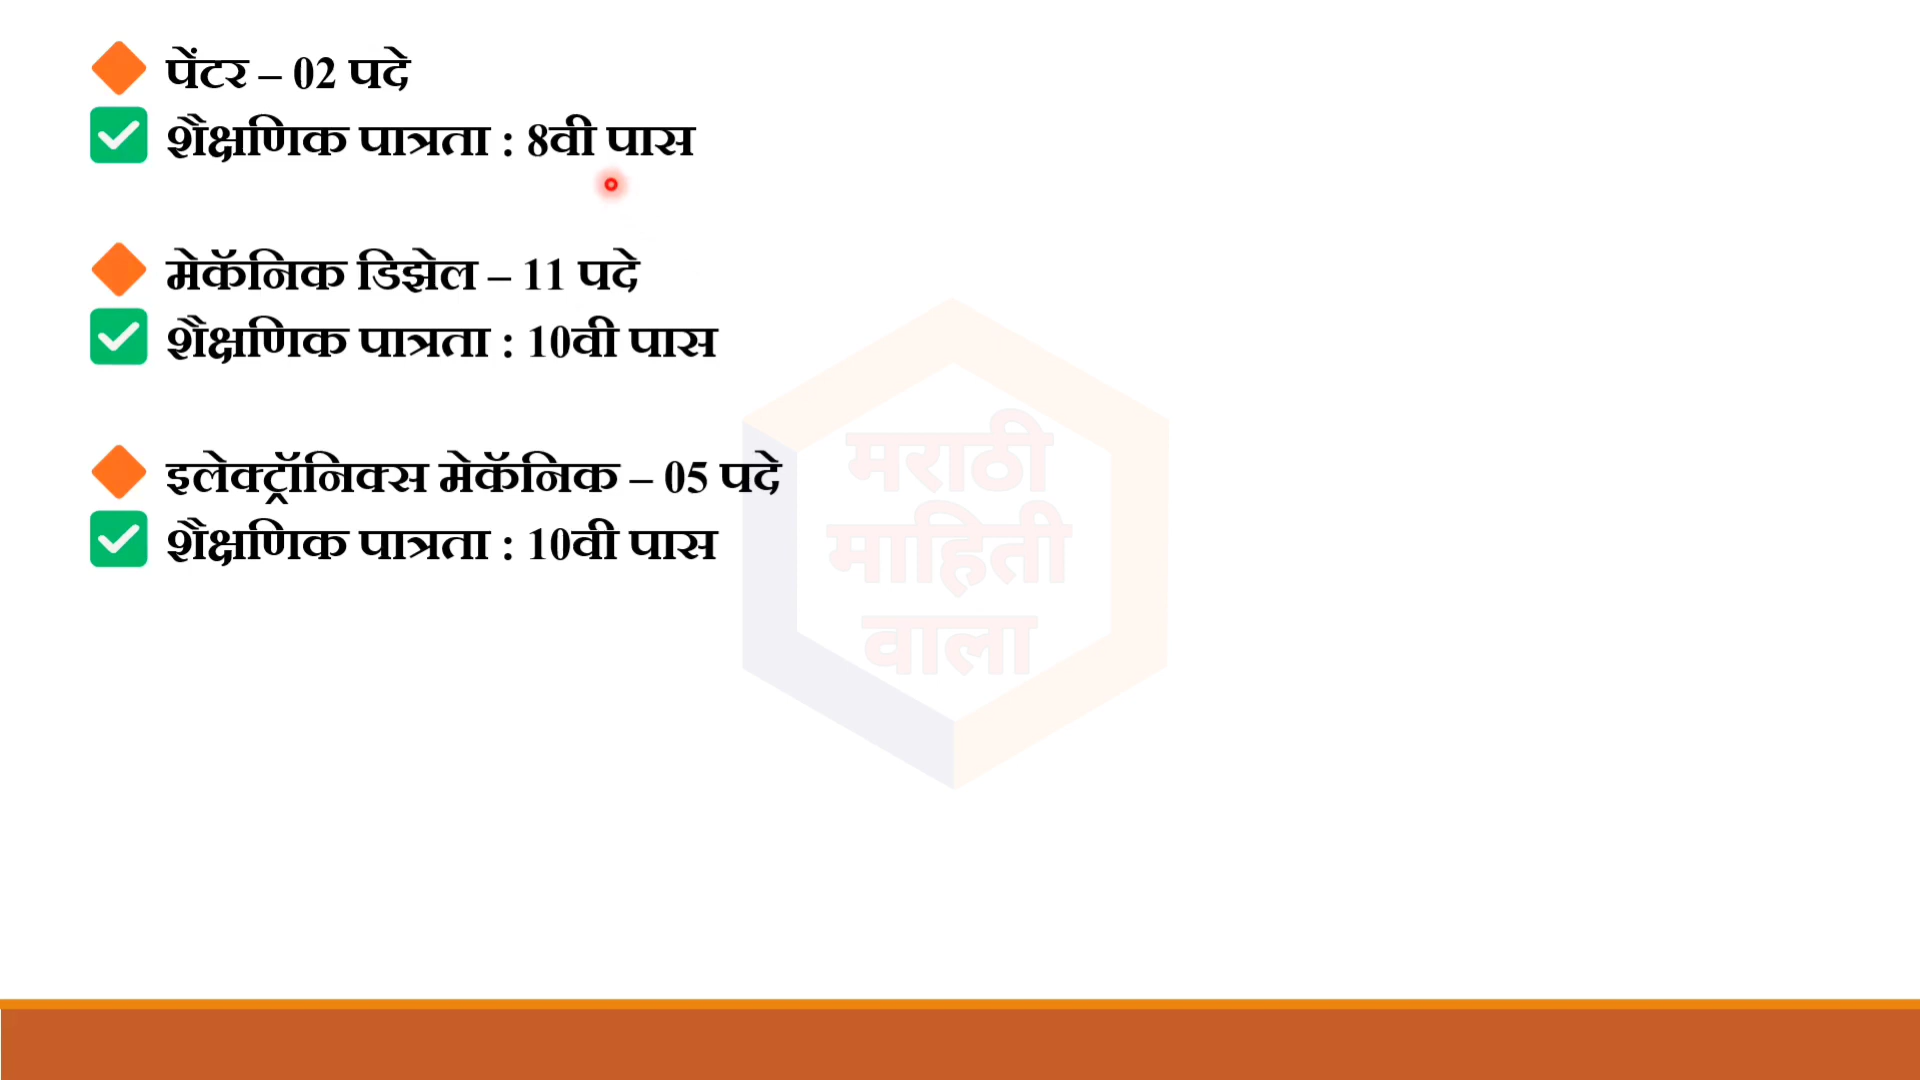 पेंटर – 02 पदे
शैक्षणिक पात्रता : 8वी पास
मेकॅनिक डिझेल – 11 पदे
शैक्षणिक पात्रता : 10वी पास
इलेक्ट्रॉनिक्स मेकॅनिक – 05 पदे
शैक्षणिक पात्रता : 10वी पास
मराठी
माहिती
वाला